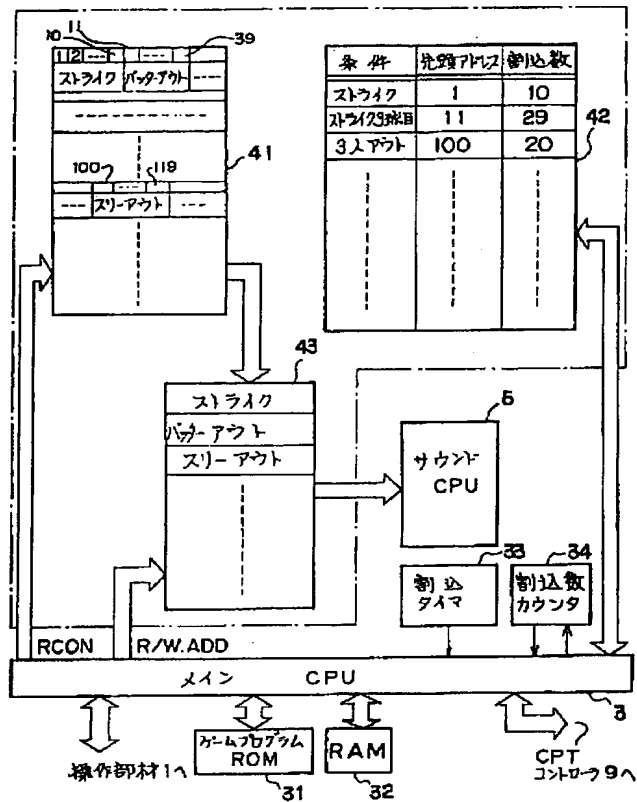 11
10
39
1 2 ---
ストライク バッターアウト ----
41
100
119
--- スリーアウト ---
条件 先頭アドレス 割込数
ストライク 1 10
ストライク3球目 11 29
3人アウト 100 20
42
43
ストライク
バッターアウト
スリーアウト
5
サウンド
CPU
33
割込
タイマ
34
割込数
カウンタ
RCON
R/W.ADD
メイン CPU
3
操作部材1へ
ゲームプログラム
ROM
31
RAM
32
CPT
コントローラ9へ